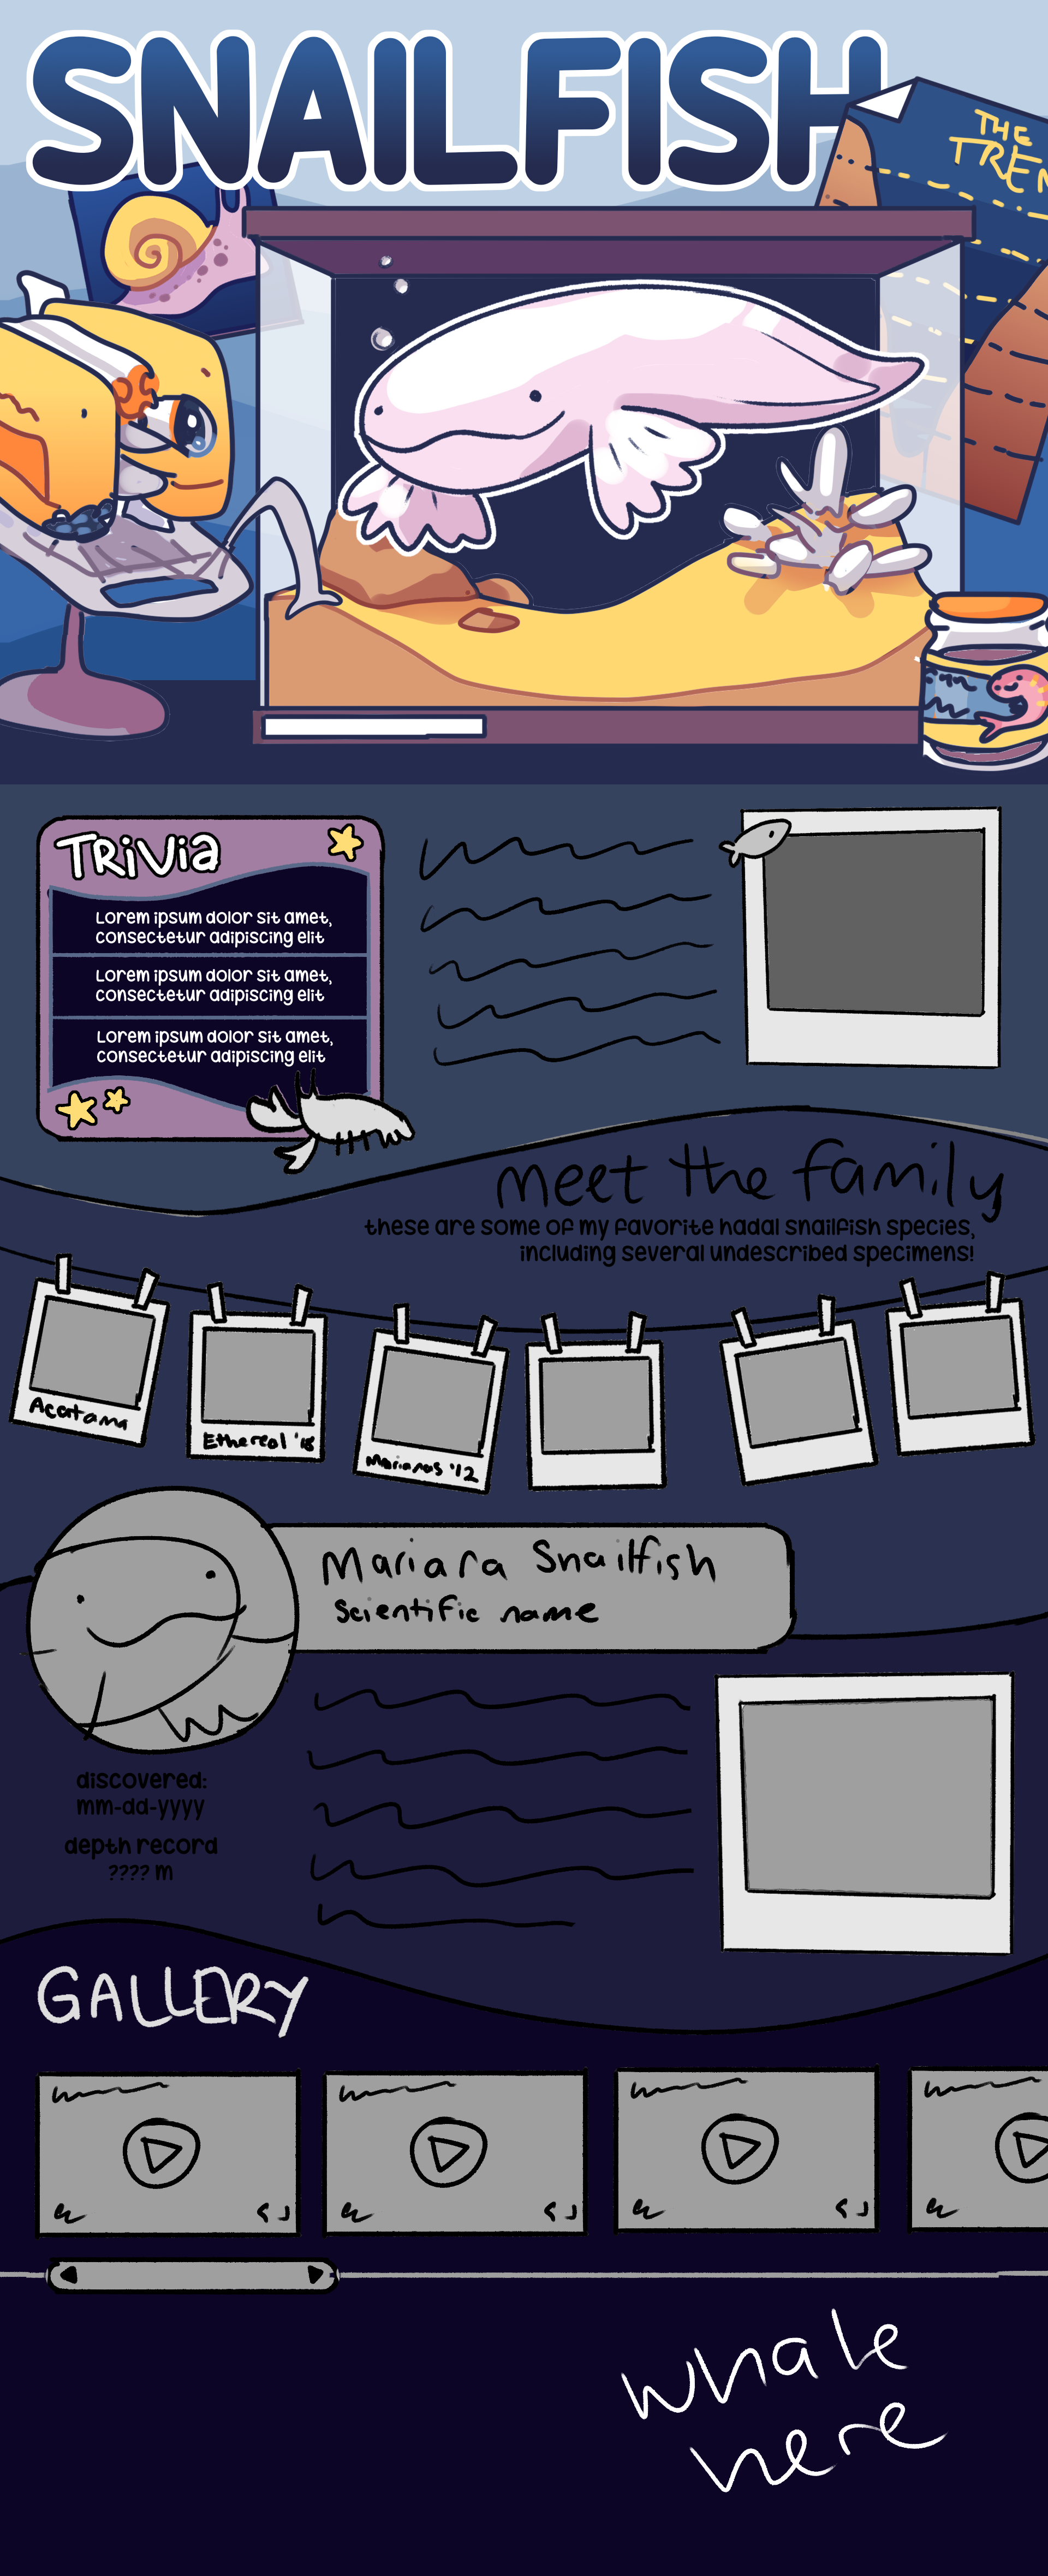 SNAILFISH
THE
TREN
TRiVia
Lorem ipsum dolor sit amet,
consectetur adipiscing elit
Lorem ipsum dolor sit amet,
consectetur adipiscing elit
Lorem ipsum dolor sit amet,
consectetur adipiscing elit
meet the family
these are some of my favorite hadal snailfish species,
including several undescribed specimens!
Acatama
Ethereal '18
Marianas '12
Mariara Snailfish
Scientific name
discovered:
mm-dd-yyyy
depth record
???? m
GALLERY
whale
here